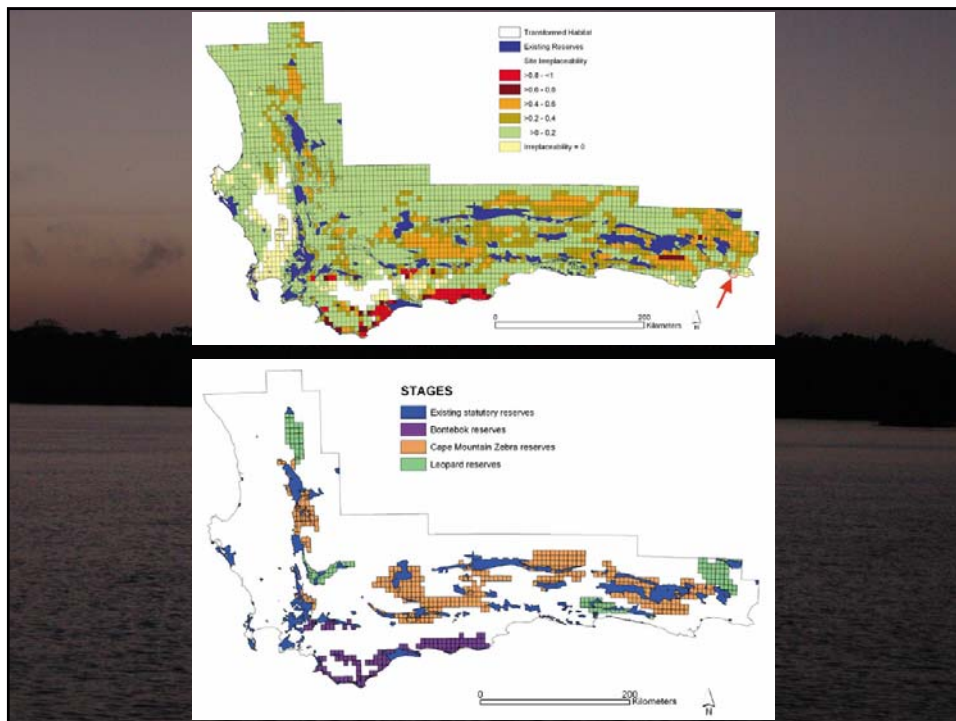 Transformed Habitat
Existing Reserves
Site Irreplaceability
>0.8 - <1
>0.6 - 0.8
>0.4 - 0.6
>0.2 - 0.4
>0 - 0.2
Irreplaceability = 0
0 200
Kilometers
N
STAGES
Existing statutory reserves
Bontebok reserves
Cape Mountain Zebra reserves
Leopard reserves
0 200
Kilometers
N